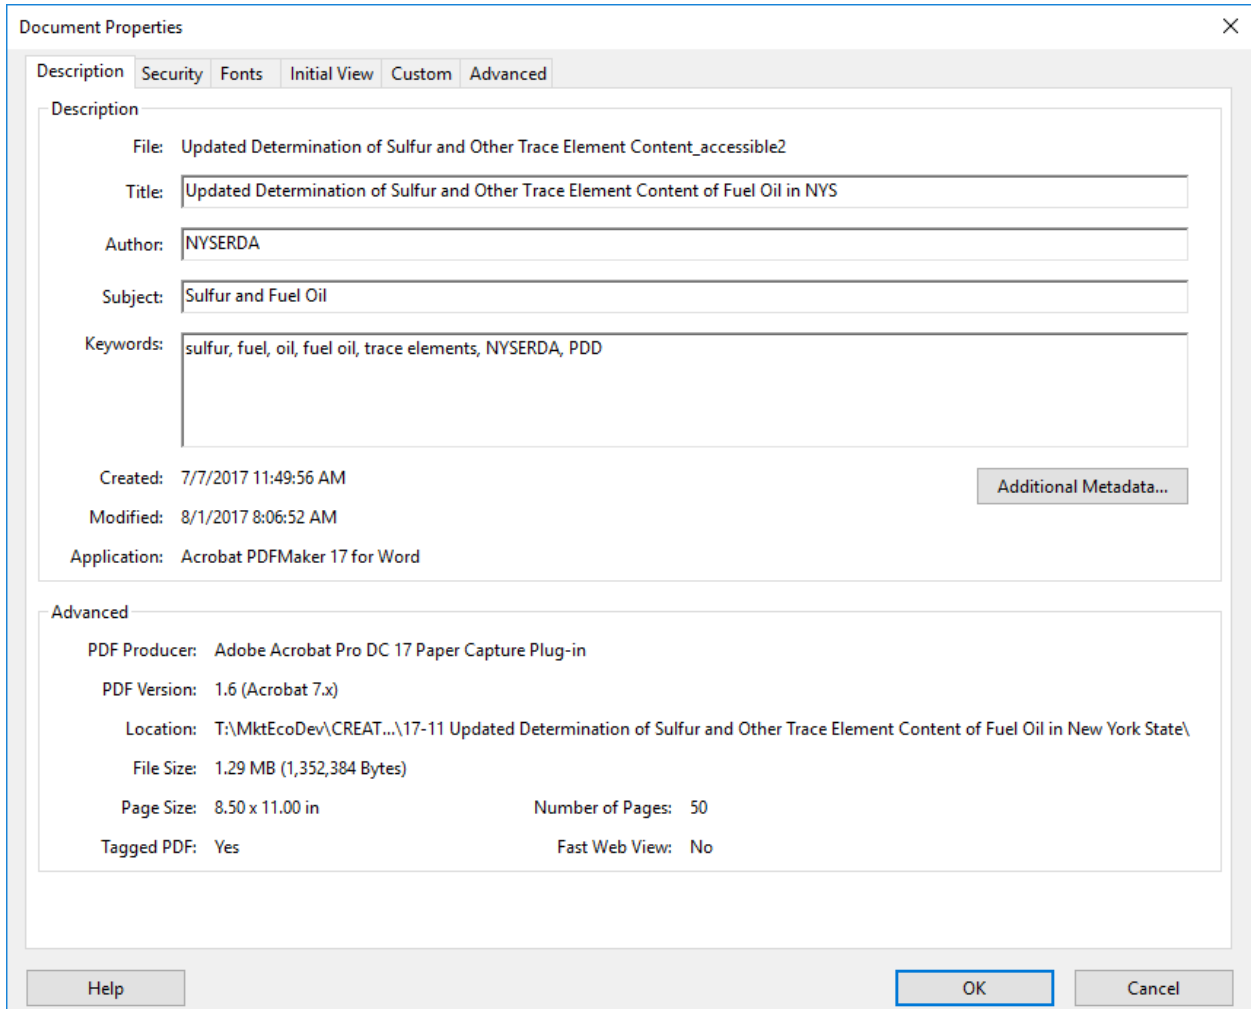 Document Properties
Description Security Fonts Initial View Custom Advanced
Description
File: Updated Determination of Sulfur and Other Trace Element Content_accessible2
Title: Updated Determination of Sulfur and Other Trace Element Content of Fuel Oil in NYS
Author: NYSERDA
Subject: Sulfur and Fuel Oil
Keywords: sulfur, fuel, oil, fuel oil, trace elements, NYSERDA, PDD
Created: 7/7/2017 11:49:56 AM
Additional Metadata...
Modified: 8/1/2017 8:06:52 AM
Application: Acrobat PDFMaker 17 for Word
Advanced
PDF Producer: Adobe Acrobat Pro DC 17 Paper Capture Plug-in
PDF Version: 1.6 (Acrobat 7.x)
Location: T:\MktEcoDev\CREAT...\17-11 Updated Determination of Sulfur and Other Trace Element Content of Fuel Oil in New York State\
File Size: 1.29 MB (1,352,384 Bytes)
Page Size: 8.50 x 11.00 in Number of Pages: 50
Tagged PDF: Yes Fast Web View: No
Help OK Cancel